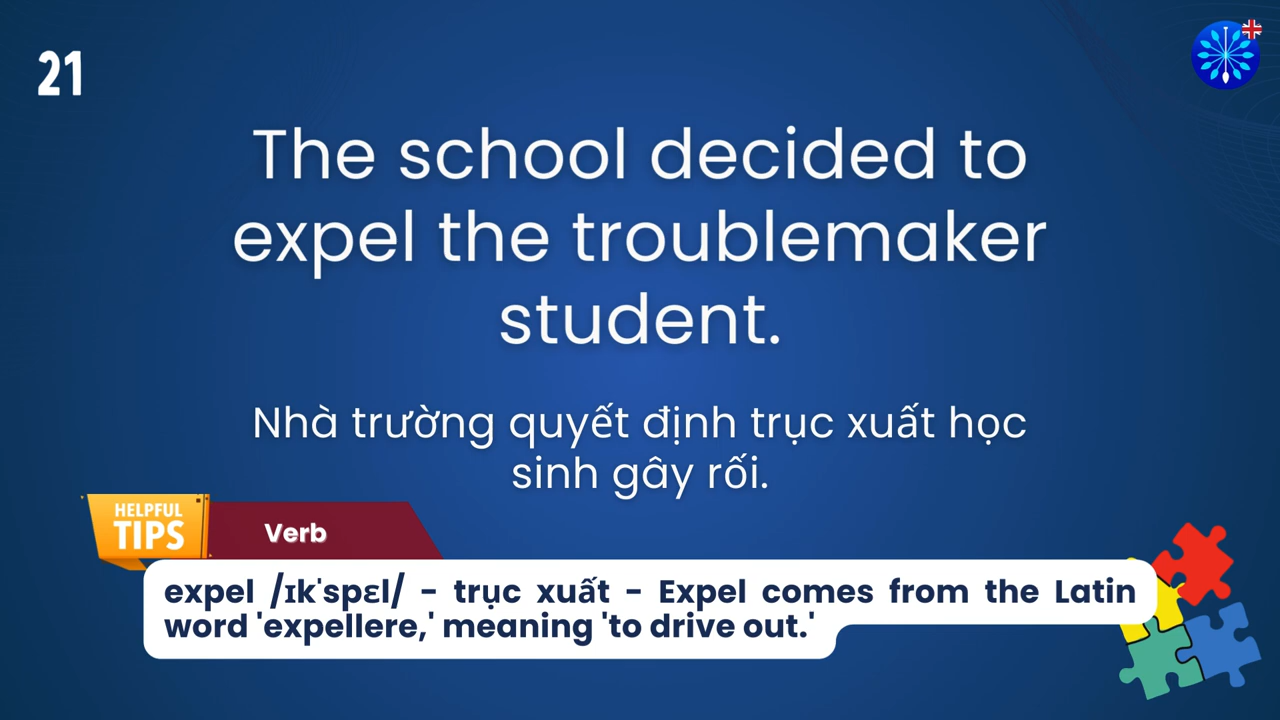 21
The school decided to
expel the troublemaker
student.
Nhà trường quyết định trục xuất học
sinh gây rối.
HELPFUL
TIPS
Verb
expel /ɪkˈspɛl/ - trục xuất - Expel comes from the Latin
word 'expellere,' meaning 'to drive out.'